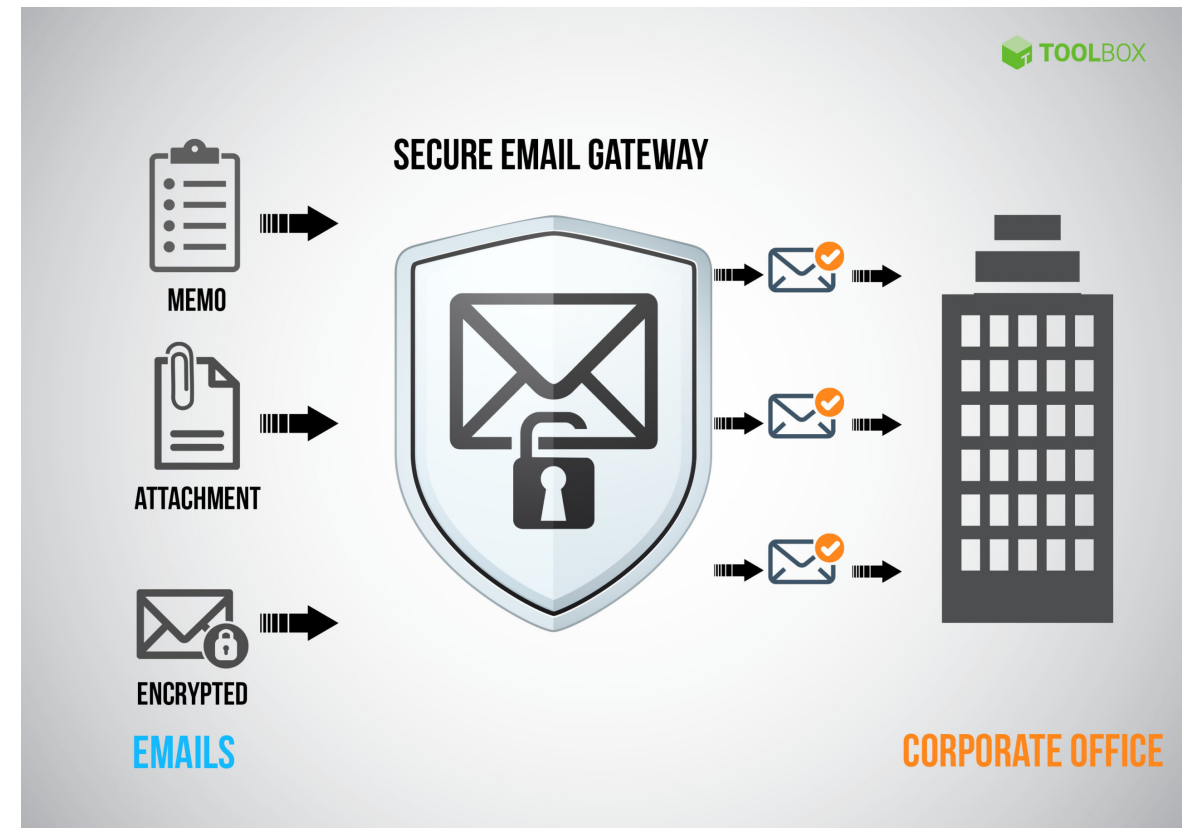 TOOLBOX
SECURE EMAIL GATEWAY
MEMO
ATTACHMENT
ENCRYPTED
EMAILS
CORPORATE OFFICE